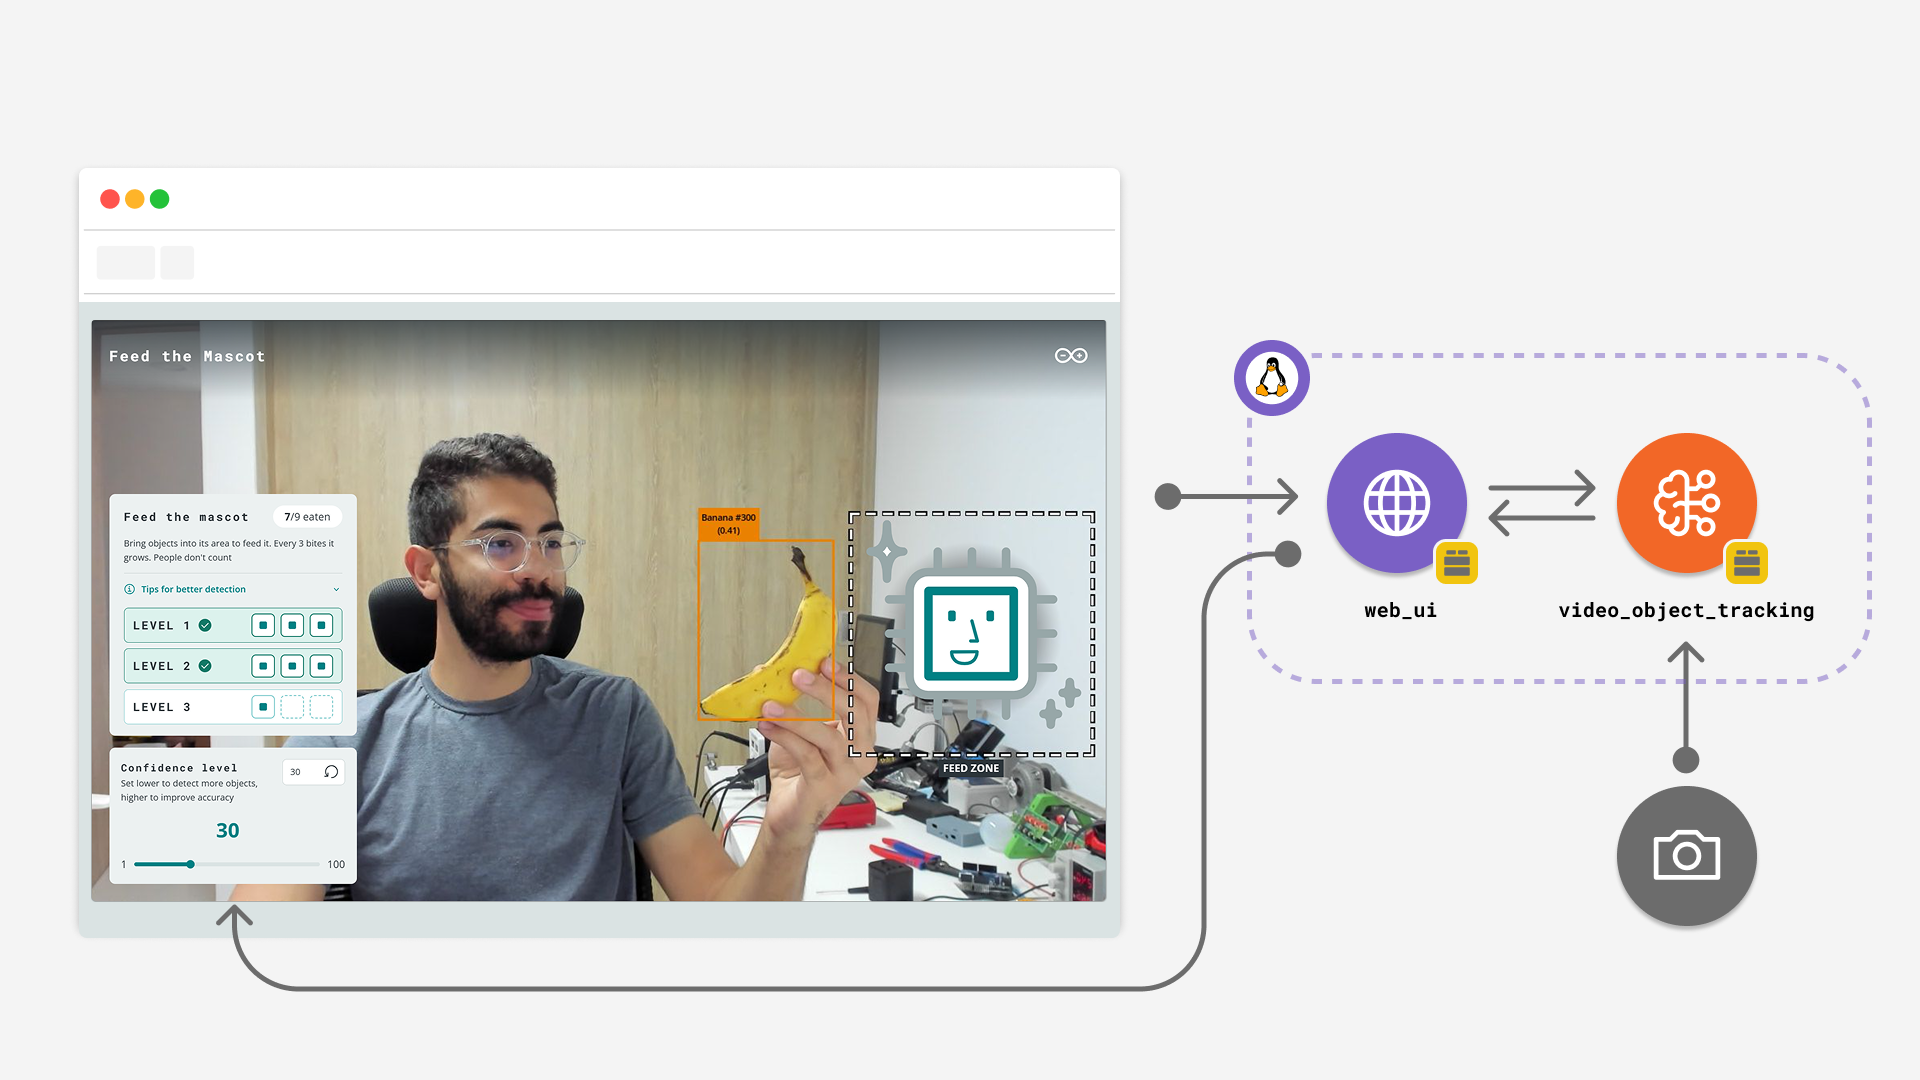 Feed the Mascot
Feed the mascot
7/9 eaten
Bring objects into its area to feed it. Every 3 bites it
grows. People don't count
Tips for better detection
LEVEL 1
LEVEL 2
LEVEL 3
Confidence level
30
Set lower to detect more objects,
higher to improve accuracy
30
1
100
Banana #300
(0.41)
FEED ZONE
web_ui
video_object_tracking